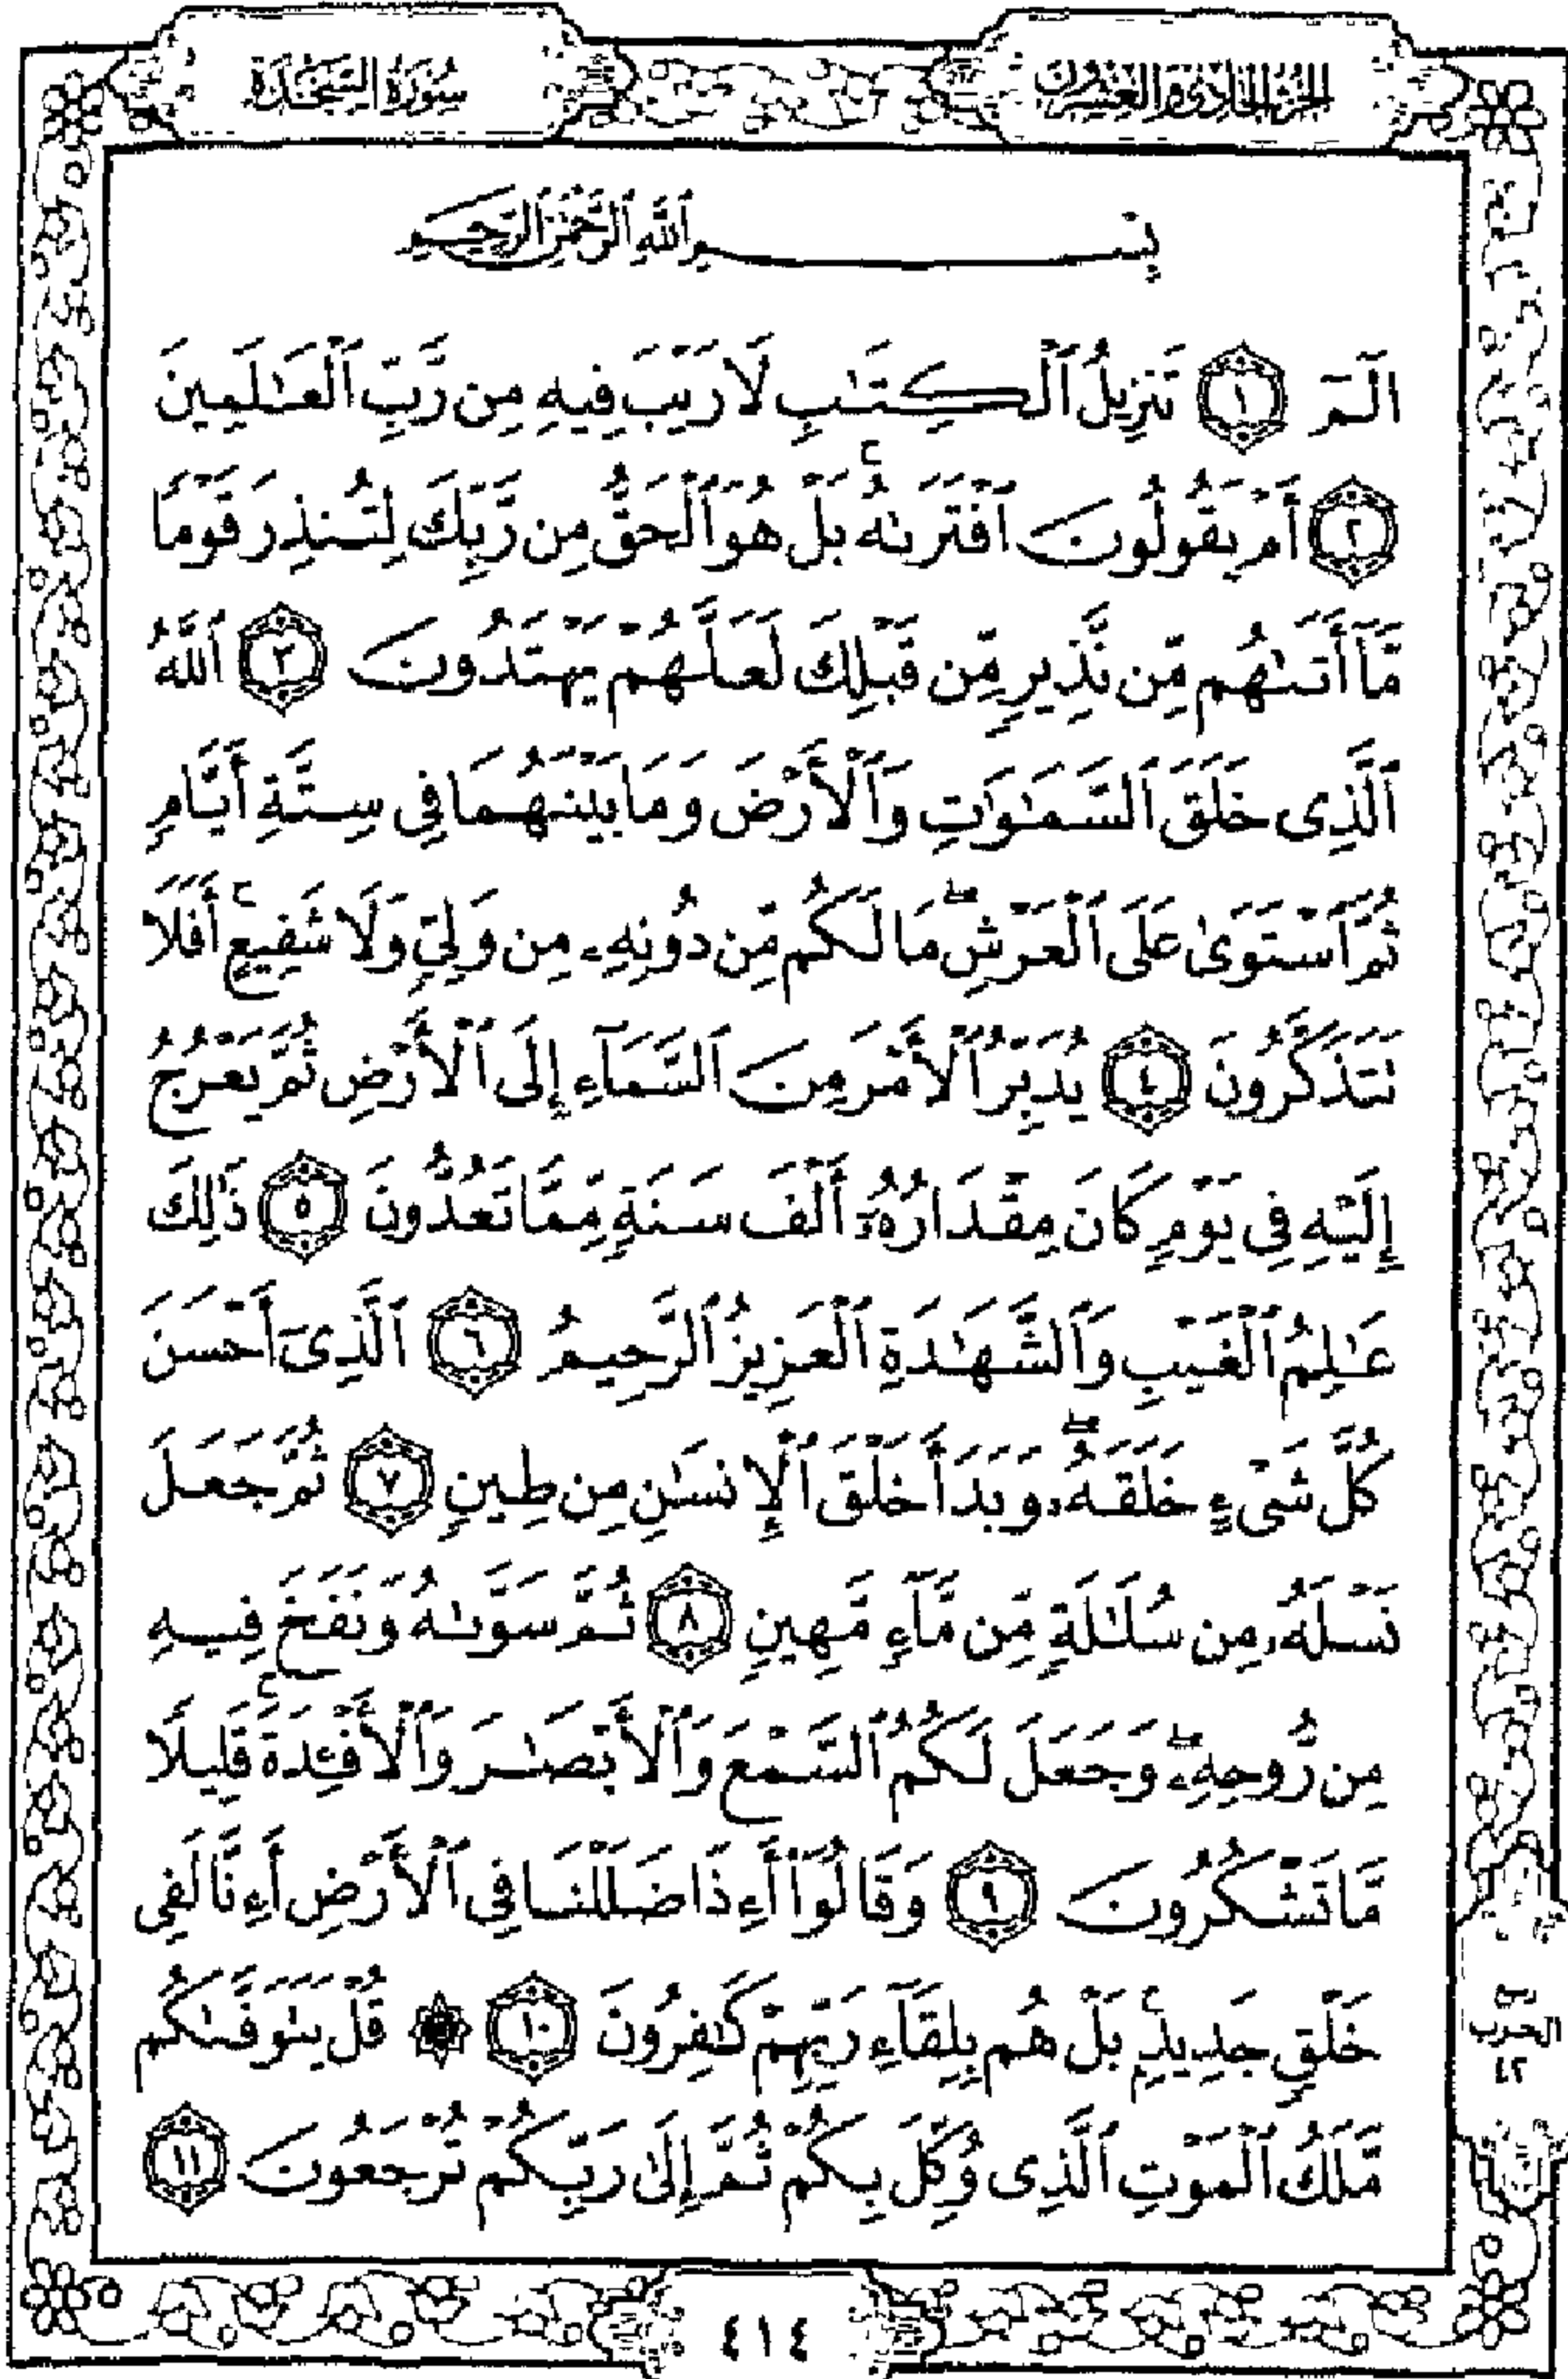 الجزء الحادي والعشرون
سُورَةُ السَّجْدَةِ
بِسْمِ ٱللَّهِ ٱلرَّحْمَٰنِ ٱلرَّحِيمِ
الٓمٓ ١ تَنزِيلُ ٱلْكِتَٰبِ لَا رَيْبَ فِيهِ مِن رَّبِّ ٱلْعَٰلَمِينَ
٢ أَمْ يَقُولُونَ ٱفْتَرَىٰهُ ۚ بَلْ هُوَ ٱلْحَقُّ مِن رَّبِّكَ لِتُنذِرَ قَوْمًا
مَّآ أَتَىٰهُم مِّن نَّذِيرٍ مِّن قَبْلِكَ لَعَلَّهُمْ يَهْتَدُونَ ٣ ٱللَّهُ
ٱلَّذِى خَلَقَ ٱلسَّمَٰوَٰتِ وَٱلْأَرْضَ وَمَا بَيْنَهُمَا فِى سِتَّةِ أَيَّامٍ
ثُمَّ ٱسْتَوَىٰ عَلَى ٱلْعَرْشِ ۖ مَا لَكُم مِّن دُونِهِۦ مِن وَلِىٍّ وَلَا شَفِيعٍ ۚ أَفَلَا
تَتَذَكَّرُونَ ٤ يُدَبِّرُ ٱلْأَمْرَ مِنَ ٱلسَّمَآءِ إِلَى ٱلْأَرْضِ ثُمَّ يَعْرُجُ
إِلَيْهِ فِى يَوْمٍ كَانَ مِقْدَارُهُۥٓ أَلْفَ سَنَةٍ مِّمَّا تَعُدُّونَ ٥ ذَٰلِكَ
عَٰلِمُ ٱلْغَيْبِ وَٱلشَّهَٰدَةِ ٱلْعَزِيزُ ٱلرَّحِيمُ ٦ ٱلَّذِىٓ أَحْسَنَ
كُلَّ شَىْءٍ خَلَقَهُۥ ۖ وَبَدَأَ خَلْقَ ٱلْإِنسَٰنِ مِن طِينٍ ٧ ثُمَّ جَعَلَ
نَسْلَهُۥ مِن سُلَٰلَةٍ مِّن مَّآءٍ مَّهِينٍ ٨ ثُمَّ سَوَّىٰهُ وَنَفَخَ فِيهِ
مِن رُّوحِهِۦ ۖ وَجَعَلَ لَكُمُ ٱلسَّمْعَ وَٱلْأَبْصَٰرَ وَٱلْأَفْـِٔدَةَ ۚ قَلِيلًا
مَّا تَشْكُرُونَ ٩ وَقَالُوٓا۟ أَءِذَا ضَلَلْنَا فِى ٱلْأَرْضِ أَءِنَّا لَفِى
خَلْقٍ جَدِيدٍۭ ۚ بَلْ هُم بِلِقَآءِ رَبِّهِمْ كَٰفِرُونَ ١٠ ۞ قُلْ يَتَوَفَّىٰكُم
مَّلَكُ ٱلْمَوْتِ ٱلَّذِى وُكِّلَ بِكُمْ ثُمَّ إِلَىٰ رَبِّكُمْ تُرْجَعُونَ ١١
الحزب
٤٢
٤١٤